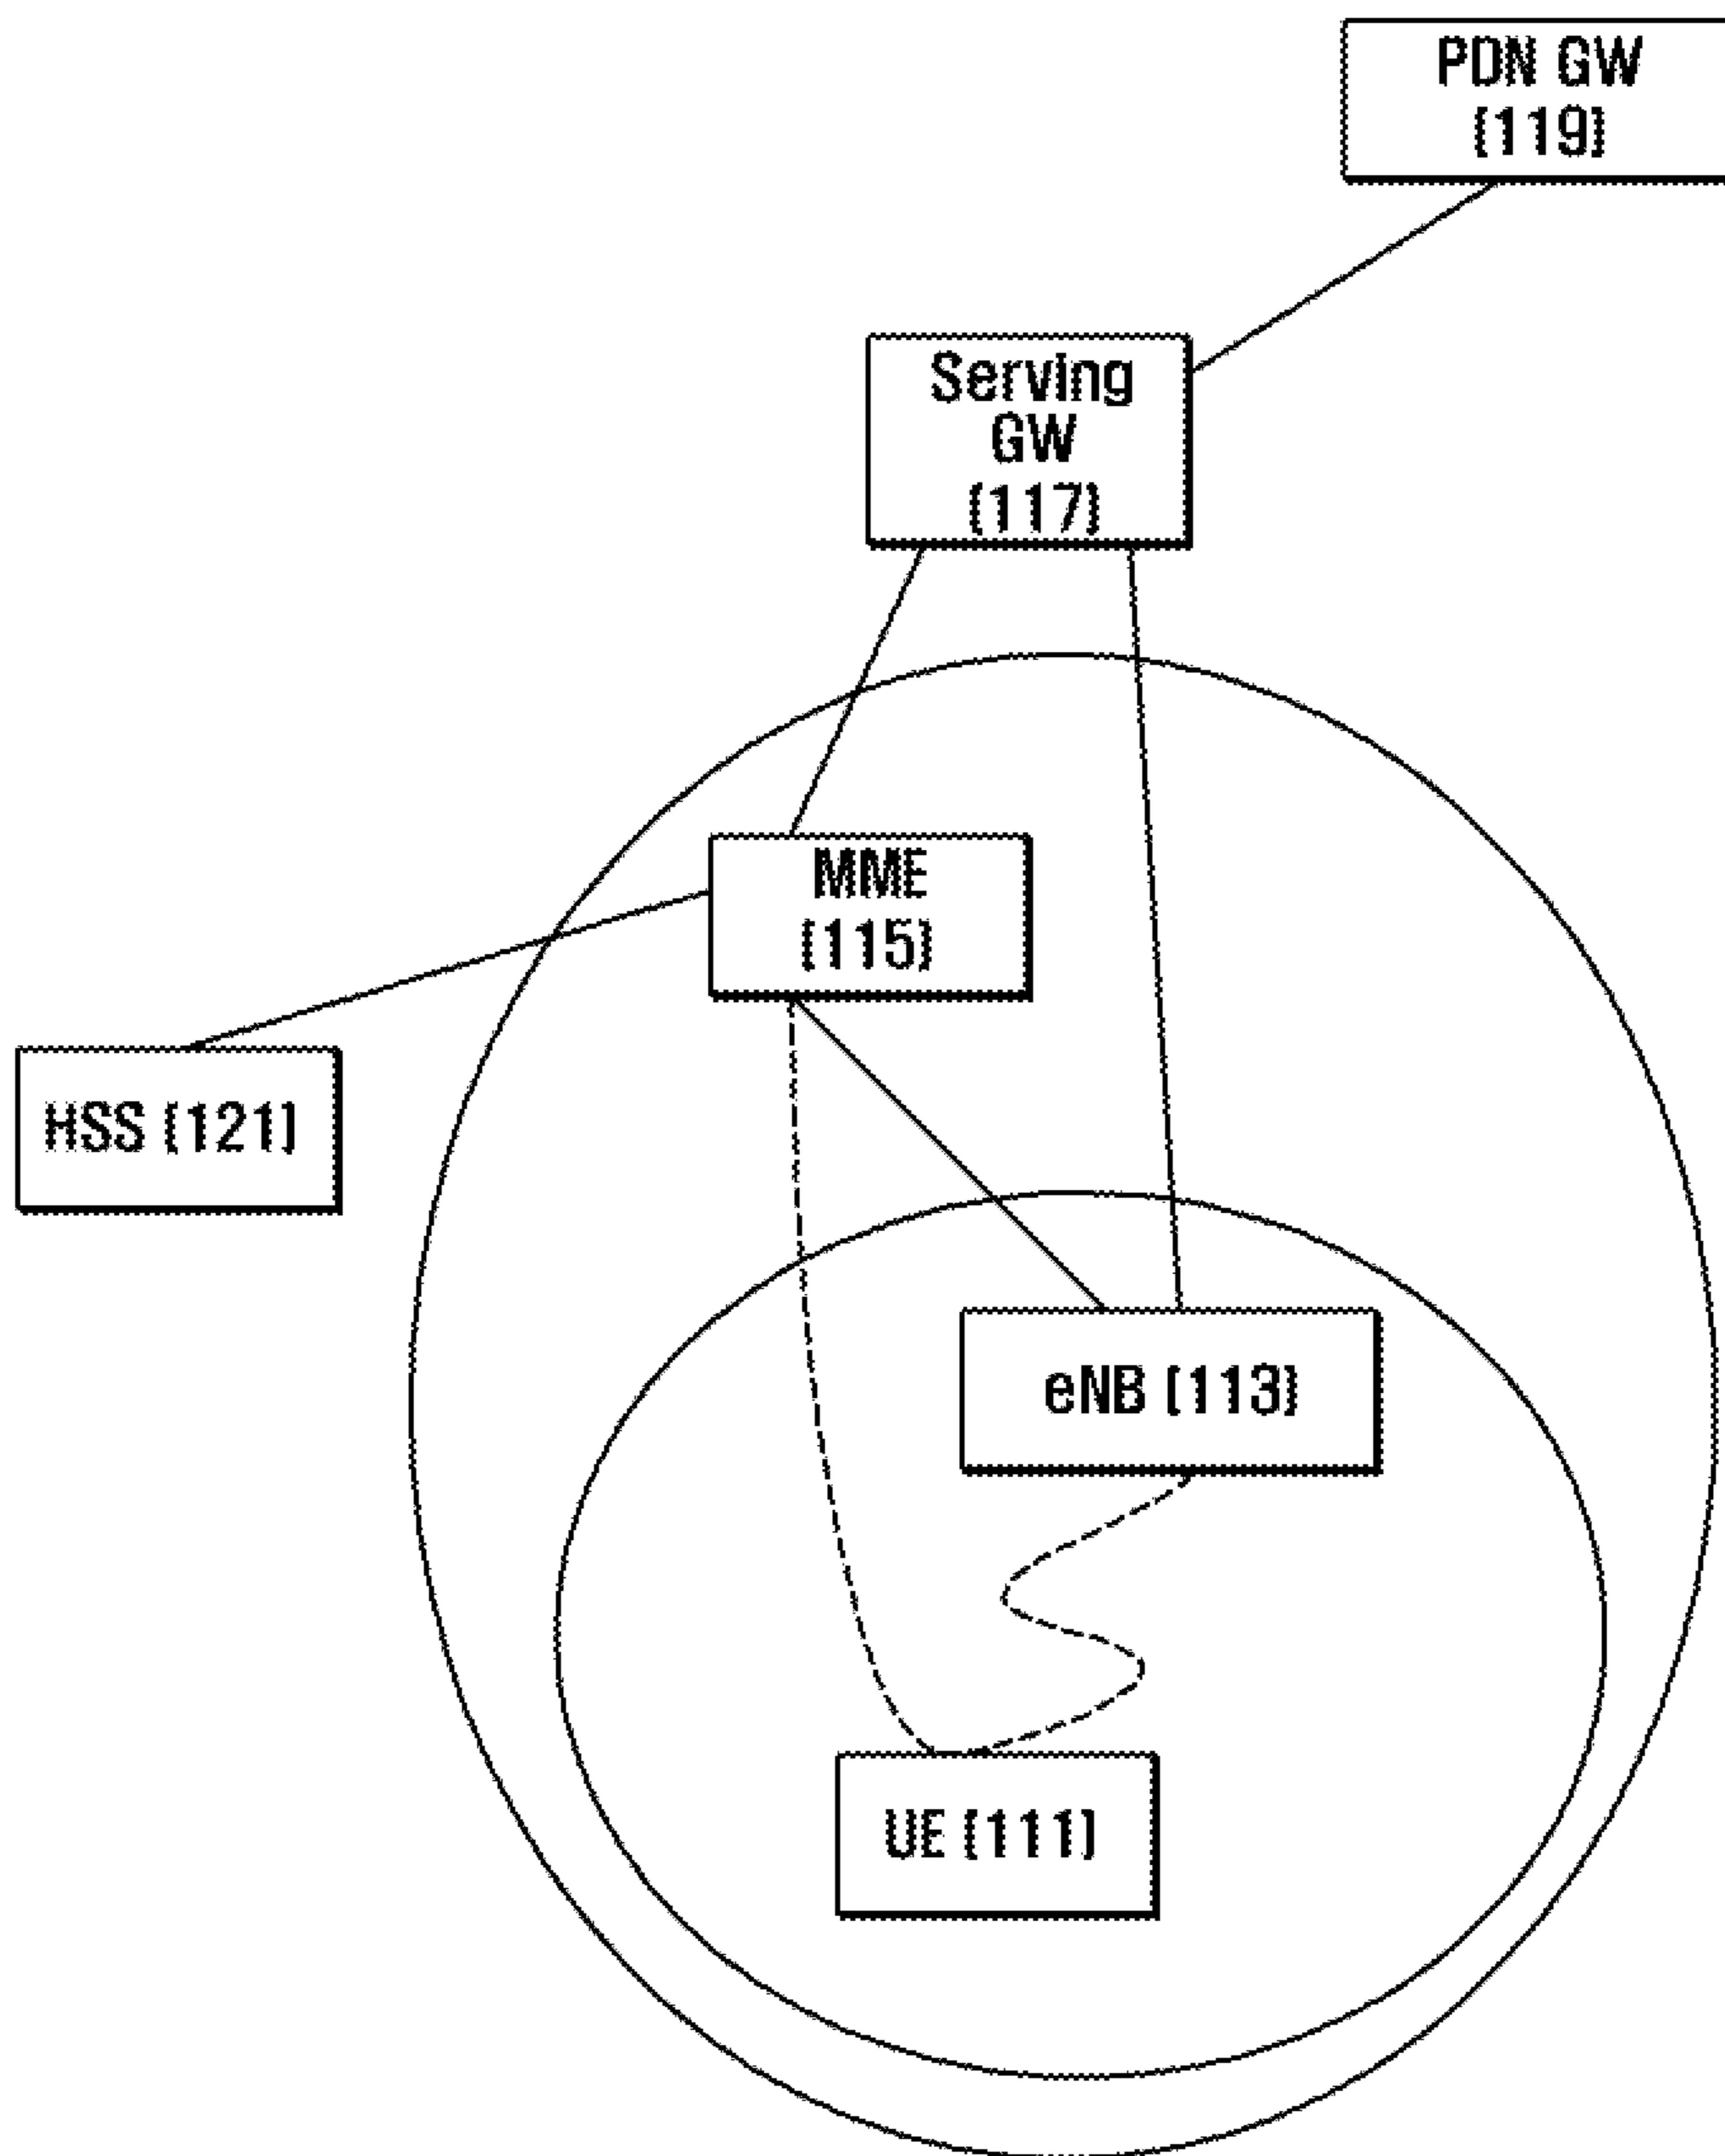 PDN GW
(119)
Serving
GW
(117)
MME
(115)
HSS (121)
eNB (113)
UE (111)